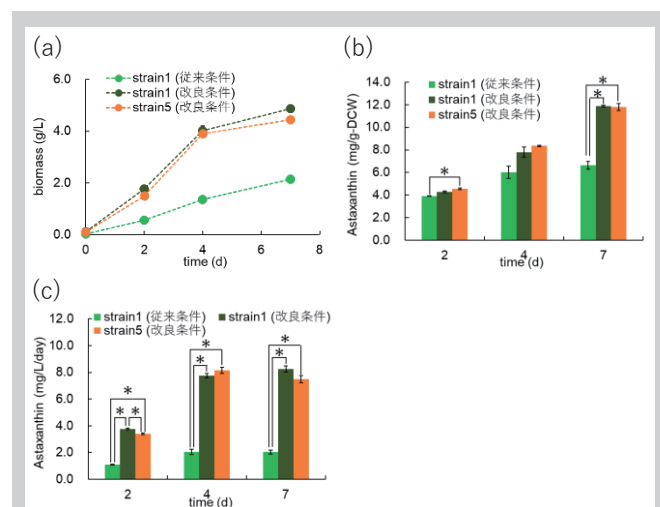 (a)
strain1 (従来条件)
strain1 (改良条件)
strain5 (改良条件)
biomass (g/L)
6.0
4.0
2.0
0.0
0 2 4 6 8
time (d)
(b)
strain1 (従来条件)
strain1 (改良条件)
strain5 (改良条件)
Astaxanthin (mg/g-DCW)
14.0
12.0
10.0
8.0
6.0
4.0
2.0
0.0
*
*
*
2 4 7
time (d)
(c)
strain1 (従来条件) strain1 (改良条件)
strain5 (改良条件)
Astaxanthin (mg/L/day)
12.0
10.0
8.0
6.0
4.0
2.0
0.0
*
* *
*
*
*
*
2 4 7
time (d)